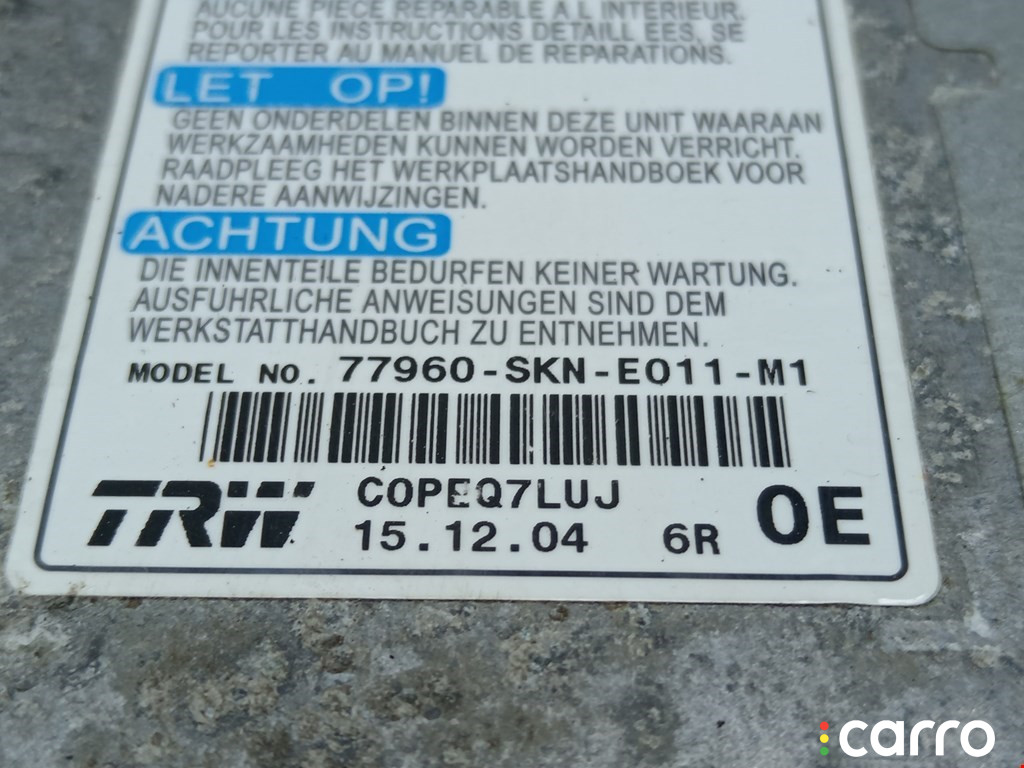 AUCUNE PIECE REPARABLE A L INTERIEUR.
POUR LES INSTRUCTIONS DETAILL EES, SE
REPORTER AU MANUEL DE REPARATIONS.
LET OP!
GEEN ONDERDELEN BINNEN DEZE UNIT WAARAAN
WERKZAAMHEDEN KUNNEN WORDEN VERRICHT.
RAADPLEEG HET WERKPLAATSHANDBOEK VOOR
NADERE AANWIJZINGEN.
ACHTUNG
DIE INNENTEILE BEDURFEN KEINER WARTUNG.
AUSFÜHRLICHE ANWEISUNGEN SIND DEM
WERKSTATTHANDBUCH ZU ENTNEHMEN.
MODEL NO. 77960-SKN-E011-M1
TRW COPEQ7LUJ
15.12.04 6R 0E
carro